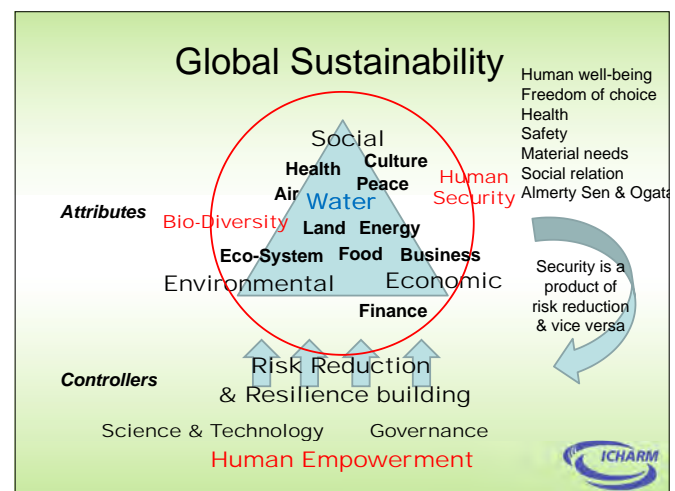 Global Sustainability
Human well-being
Freedom of choice
Health
Safety
Material needs
Social relation
Almerty Sen & Ogata
Social
Health
Culture
Air
Peace
Human
Security
Water
Attributes
Bio-Diversity
Land
Energy
Eco-System
Food
Business
Environmental
Economic
Finance
Security is a
product of
risk reduction
& vice versa
Controllers
Risk Reduction
& Resilience building
Science & Technology
Governance
Human Empowerment
ICHARM